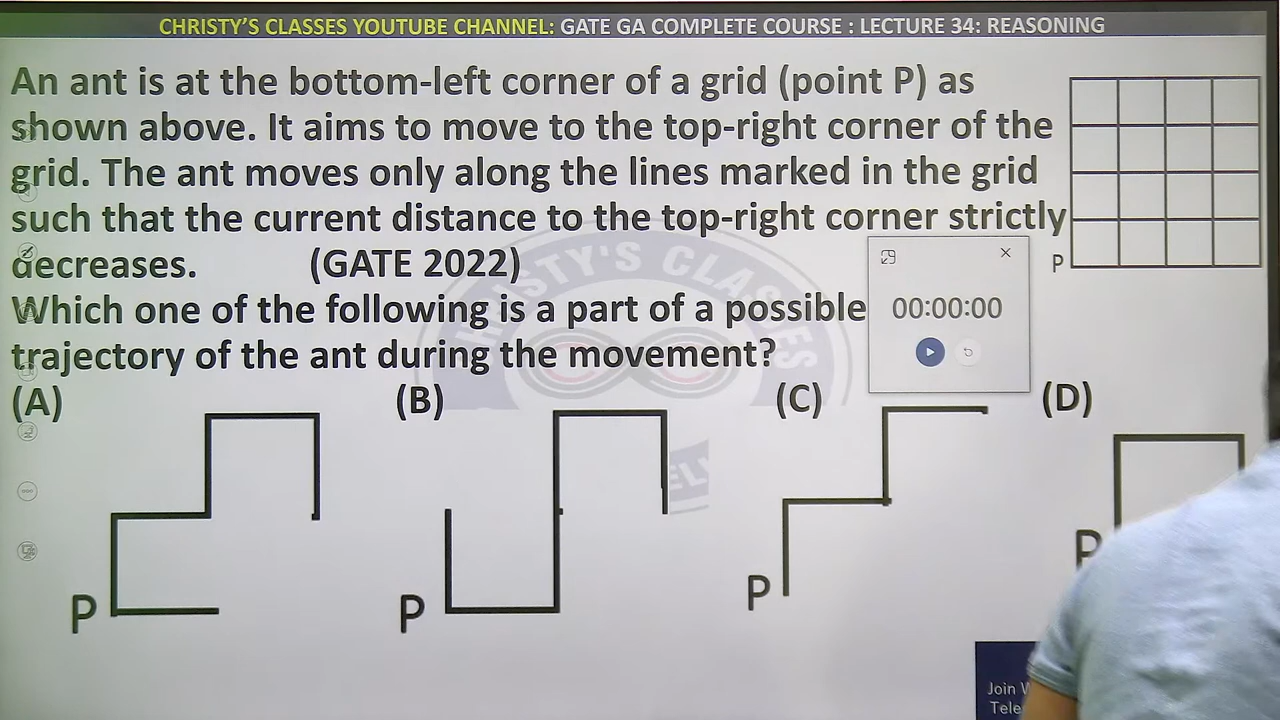 CHRISTY'S CLASSES YOUTUBE CHANNEL: GATE GA COMPLETE COURSE : LECTURE 34: REASONING
An ant is at the bottom-left corner of a grid (point P) as
shown above. It aims to move to the top-right corner of the
grid. The ant moves only along the lines marked in the grid
such that the current distance to the top-right corner strictly
decreases. (GATE 2022)
P
Which one of the following is a part of a possible
00:00:00
trajectory of the ant during the movement?
(A) (B) (C) (D)
P P P P
Join